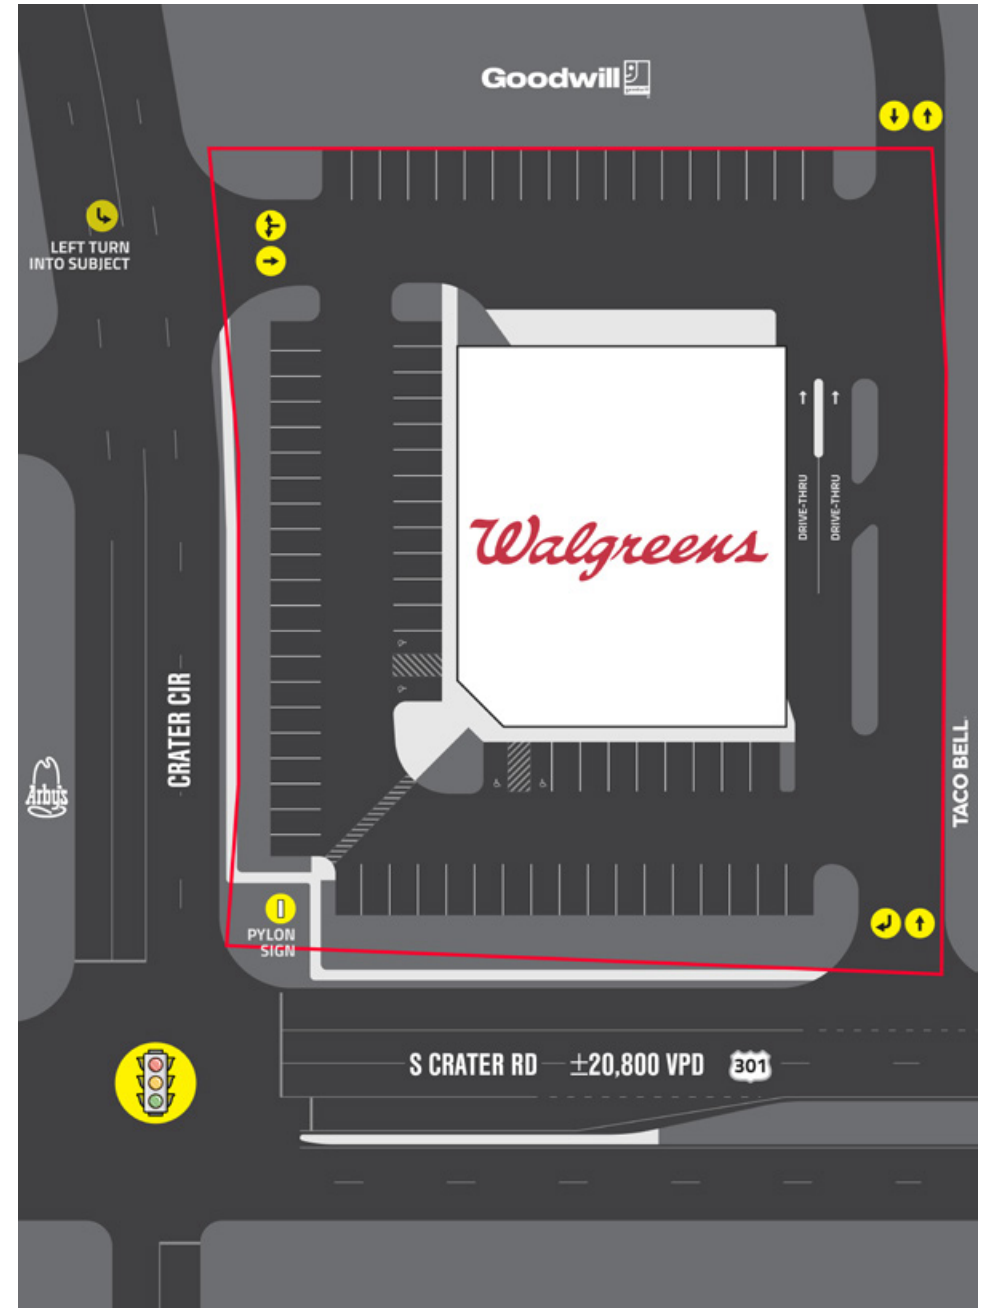 Goodwill
goodwill
LEFT TURN
INTO SUBJECT
DRIVE-THRU
DRIVE-THRU
Walgreens
CRATER CIR
Arby's
TACO BELL
PYLON
SIGN
S CRATER RD ±20,800 VPD 301